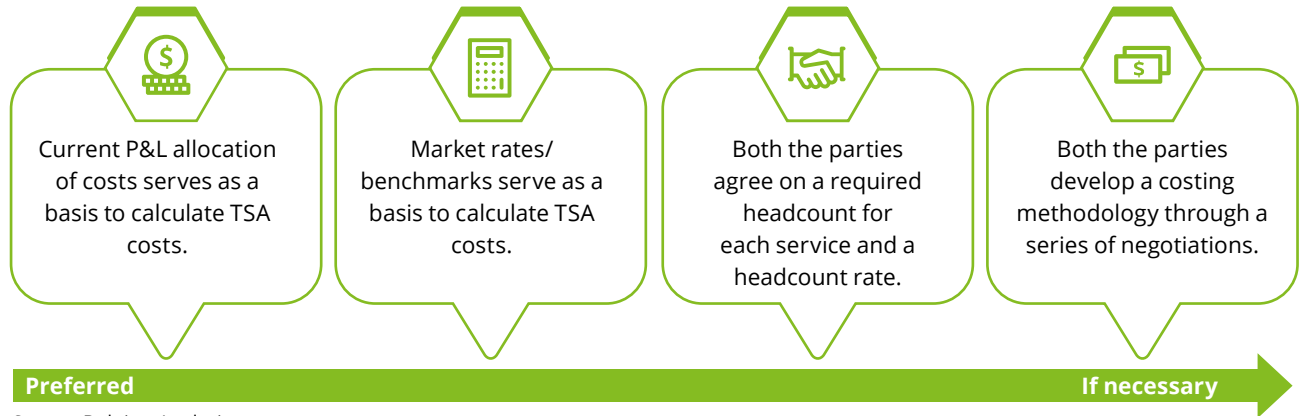 Current P&L allocation
of costs serves as a
basis to calculate TSA
costs.
Market rates/
benchmarks serve as a
basis to calculate TSA
costs.
Both the parties
agree on a required
headcount for
each service and a
headcount rate.
Both the parties
develop a costing
methodology through a
series of negotiations.
Preferred
If necessary